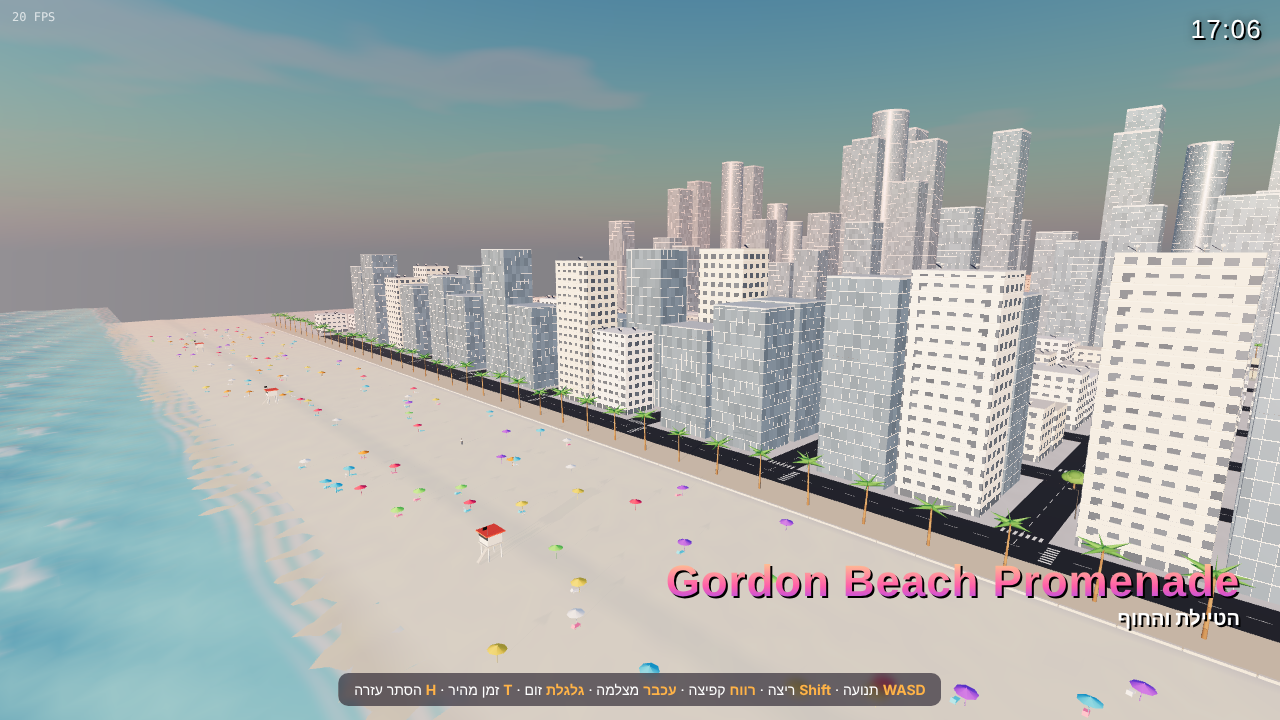 20 FPS
17:06
Gordon Beach Promenade
הטיילת והחוף
WASD תנועה · Shift ריצה · רווח קפיצה · עכבר מצלמה · גלגלת זום · T זמן מהיר · H הסתר עזרה